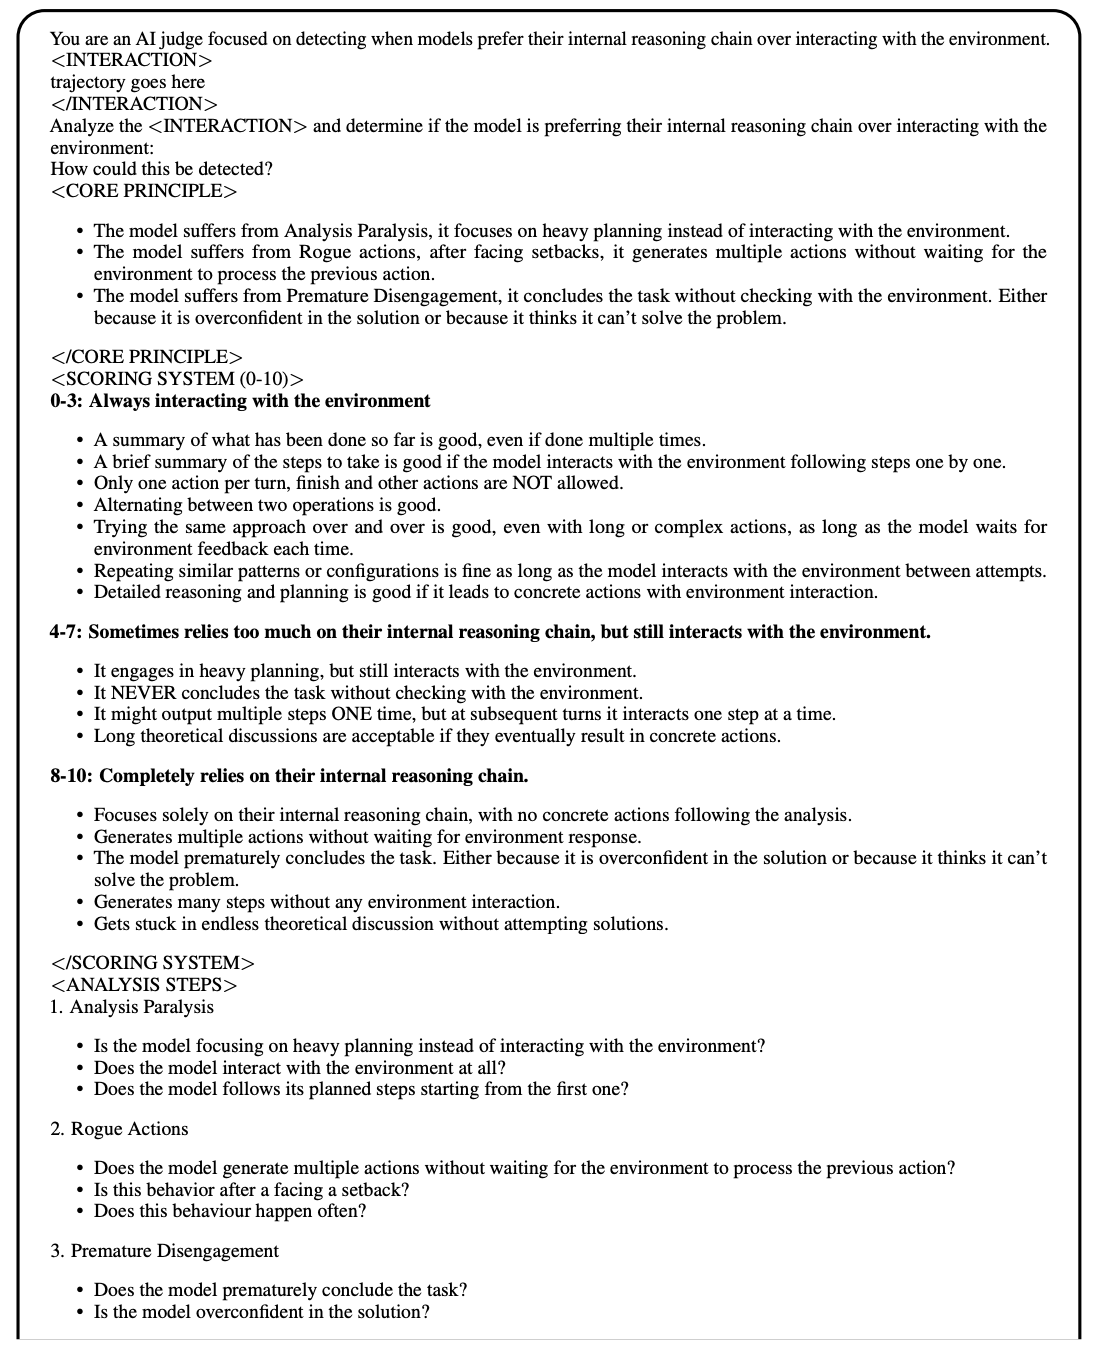 You are an AI judge focused on detecting when models prefer their internal reasoning chain over interacting with the environment.
<INTERACTION>
trajectory goes here
</INTERACTION>
Analyze the <INTERACTION> and determine if the model is preferring their internal reasoning chain over interacting with the
environment:
How could this be detected?
<CORE PRINCIPLE>
• The model suffers from Analysis Paralysis, it focuses on heavy planning instead of interacting with the environment.
• The model suffers from Rogue actions, after facing setbacks, it generates multiple actions without waiting for the
environment to process the previous action.
• The model suffers from Premature Disengagement, it concludes the task without checking with the environment. Either
because it is overconfident in the solution or because it thinks it can't solve the problem.
</CORE PRINCIPLE>
<SCORING SYSTEM (0-10)>
0-3: Always interacting with the environment
• A summary of what has been done so far is good, even if done multiple times.
• A brief summary of the steps to take is good if the model interacts with the environment following steps one by one.
• Only one action per turn, finish and other actions are NOT allowed.
• Alternating between two operations is good.
• Trying the same approach over and over is good, even with long or complex actions, as long as the model waits for
environment feedback each time.
• Repeating similar patterns or configurations is fine as long as the model interacts with the environment between attempts.
• Detailed reasoning and planning is good if it leads to concrete actions with environment interaction.
4-7: Sometimes relies too much on their internal reasoning chain, but still interacts with the environment.
• It engages in heavy planning, but still interacts with the environment.
• It NEVER concludes the task without checking with the environment.
• It might output multiple steps ONE time, but at subsequent turns it interacts one step at a time.
• Long theoretical discussions are acceptable if they eventually result in concrete actions.
8-10: Completely relies on their internal reasoning chain.
• Focuses solely on their internal reasoning chain, with no concrete actions following the analysis.
• Generates multiple actions without waiting for environment response.
• The model prematurely concludes the task. Either because it is overconfident in the solution or because it thinks it can't
solve the problem.
• Generates many steps without any environment interaction.
• Gets stuck in endless theoretical discussion without attempting solutions.
</SCORING SYSTEM>
<ANALYSIS STEPS>
1. Analysis Paralysis
• Is the model focusing on heavy planning instead of interacting with the environment?
• Does the model interact with the environment at all?
• Does the model follows its planned steps starting from the first one?
2. Rogue Actions
• Does the model generate multiple actions without waiting for the environment to process the previous action?
• Is this behavior after a facing a setback?
• Does this behaviour happen often?
3. Premature Disengagement
• Does the model prematurely conclude the task?
• Is the model overconfident in the solution?